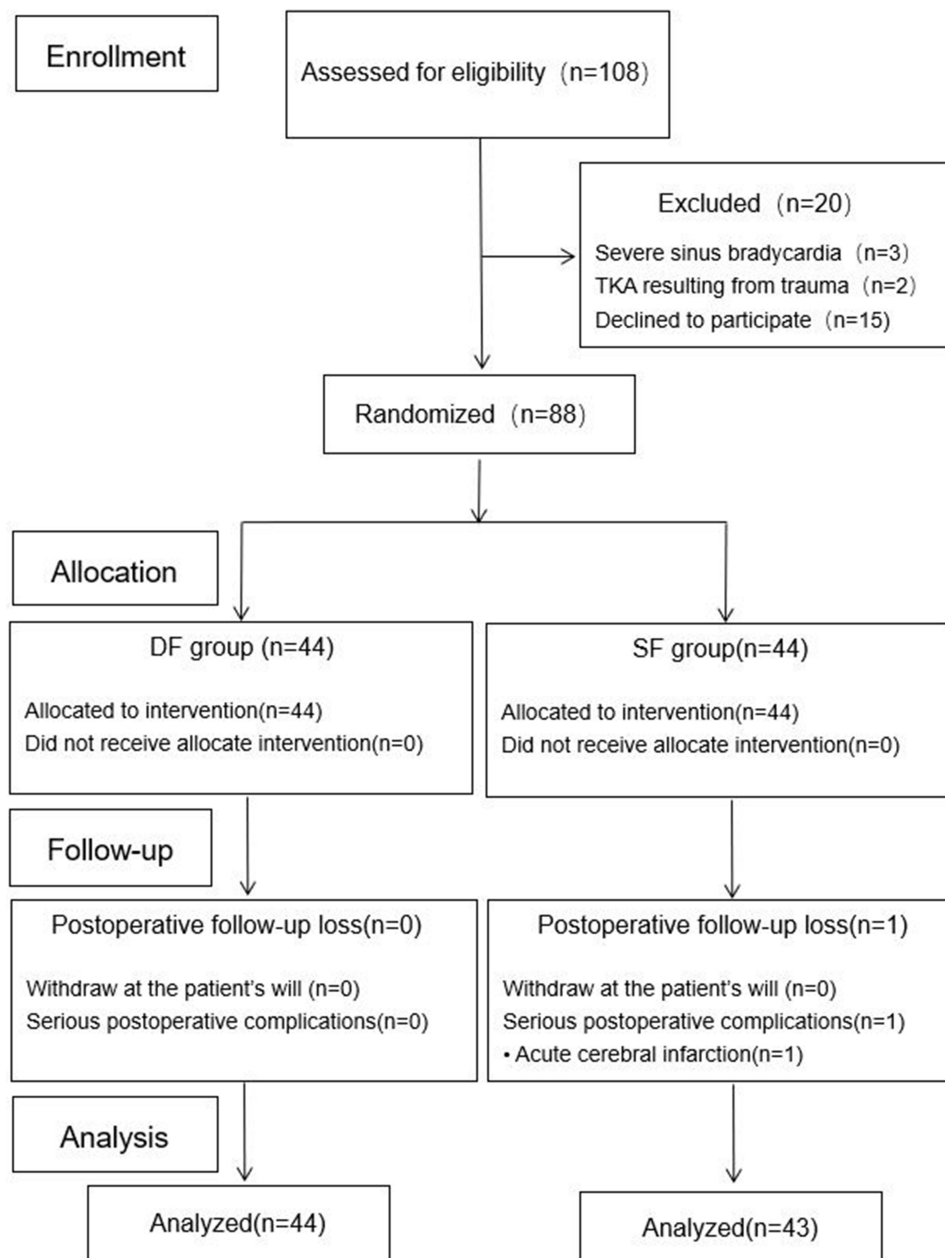 Enrollment
Assessed for eligibility（n=108）
Excluded（n=20）
Severe sinus bradycardia（n=3）
TKA resulting from trauma（n=2）
Declined to participate（n=15）
Randomized（n=88）
Allocation
DF group (n=44)
Allocated to intervention(n=44)
Did not receive allocate intervention(n=0)
SF group(n=44)
Allocated to intervention(n=44)
Did not receive allocate intervention(n=0)
Follow-up
Postoperative follow-up loss(n=0)
Withdraw at the patient’s will (n=0)
Serious postoperative complications(n=0)
Postoperative follow-up loss(n=1)
Withdraw at the patient’s will (n=0)
Serious postoperative complications(n=1)
• Acute cerebral infarction(n=1)
Analysis
Analyzed(n=44)
Analyzed(n=43)